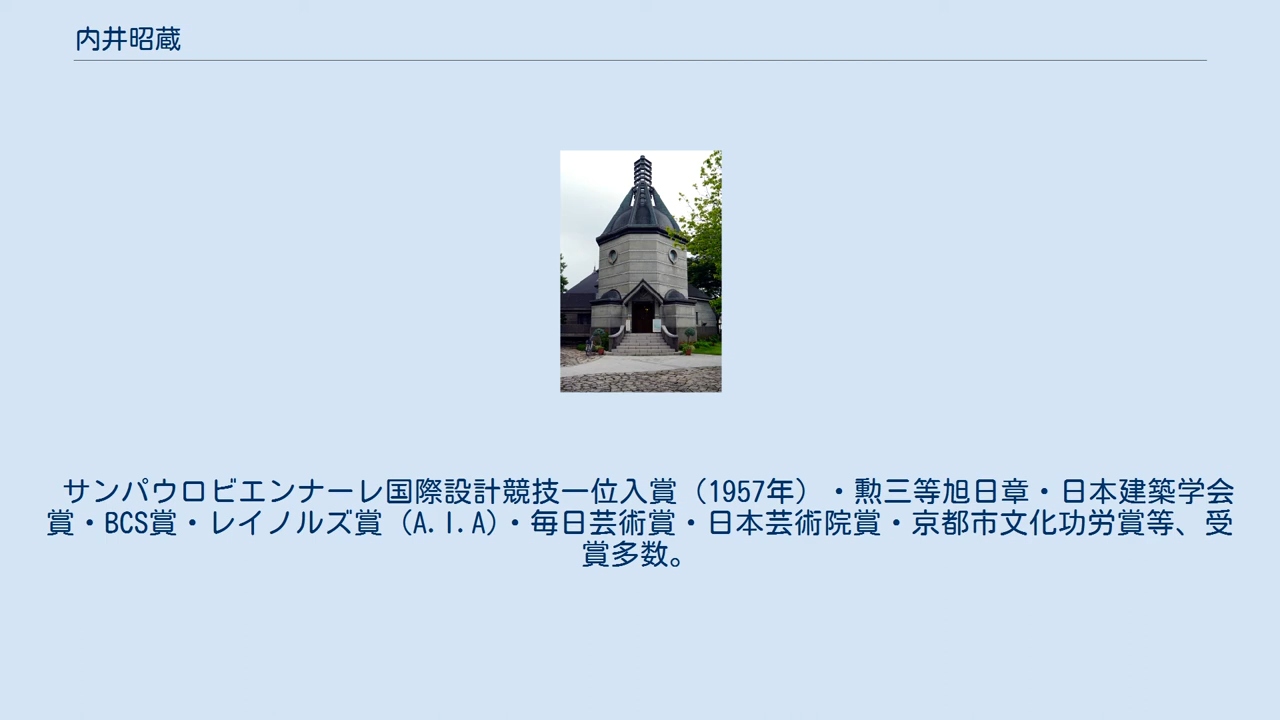 内井昭蔵
サンパウロビエンナーレ国際設計競技一位入賞（1957年）・勲三等旭日章・日本建築学会
賞・BCS賞・レイノルズ賞（A.I.A)・毎日芸術賞・日本芸術院賞・京都市文化功労賞等、受
賞多数。